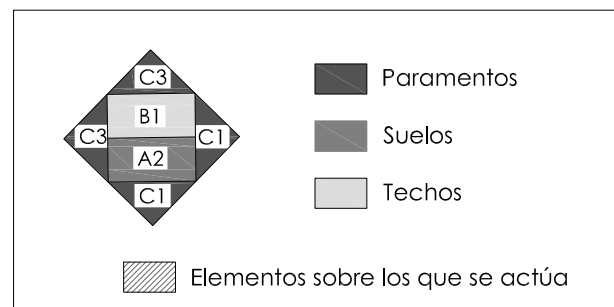 C3
B1
C3
C1
A2
C1
Paramentos
Suelos
Techos
Elementos sobre los que se actúa